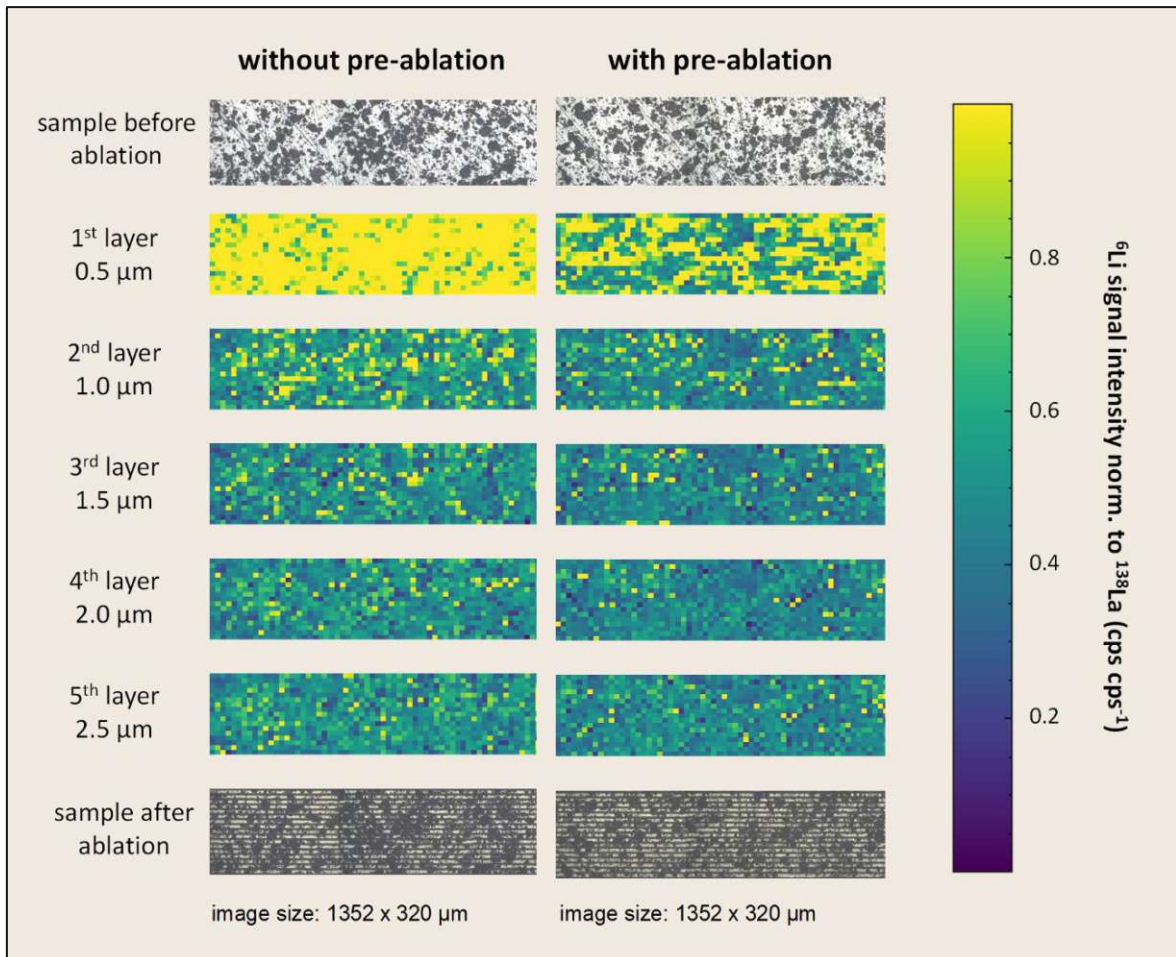 without pre-ablation
with pre-ablation
sample before
ablation
1st layer
0.5 µm
2nd layer
1.0 µm
3rd layer
1.5 µm
4th layer
2.0 µm
5th layer
2.5 µm
sample after
ablation
image size: 1352 x 320 µm
image size: 1352 x 320 µm
0.8
0.6
0.4
0.2
⁶Li signal intensity norm. to ¹³⁸La (cps cps⁻¹)